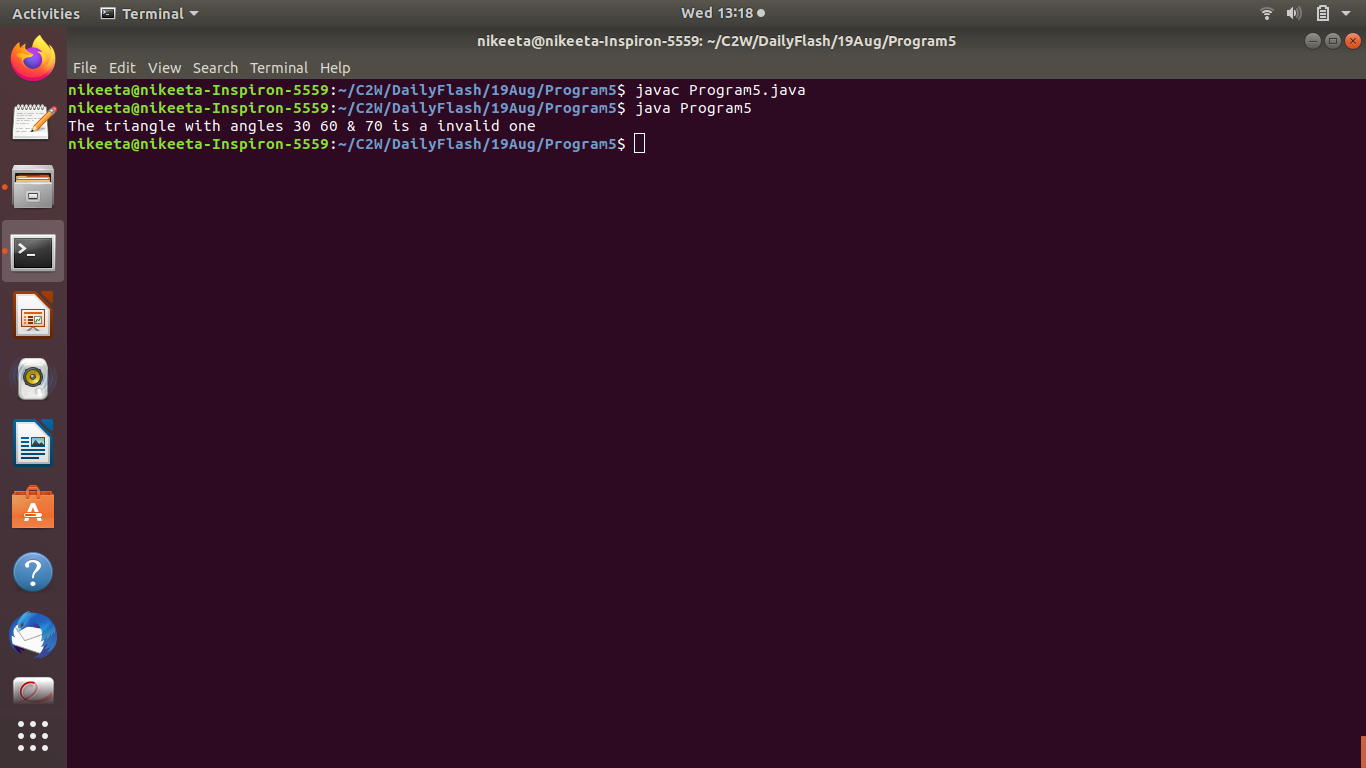 Activities Terminal Wed 13:18
nikeeta@nikeeta-Inspiron-5559: ~/C2W/DailyFlash/19Aug/Program5
File Edit View Search Terminal Help
nikeeta@nikeeta-Inspiron-5559:~/C2W/DailyFlash/19Aug/Program5$ javac Program5.java
nikeeta@nikeeta-Inspiron-5559:~/C2W/DailyFlash/19Aug/Program5$ java Program5
The triangle with angles 30 60 & 70 is a invalid one
nikeeta@nikeeta-Inspiron-5559:~/C2W/DailyFlash/19Aug/Program5$